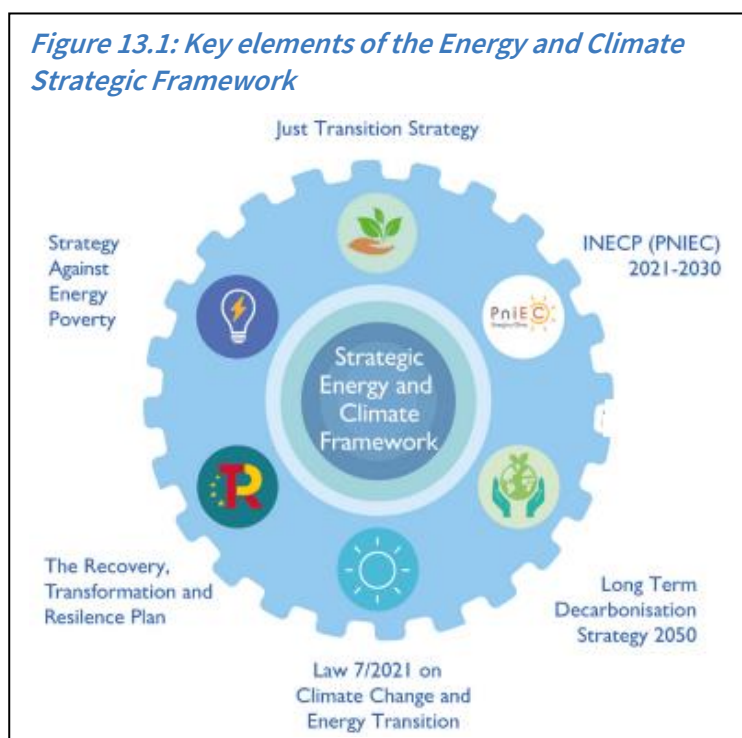 Figure 13.1: Key elements of the Energy and Climate
Strategic Framework
Just Transition Strategy
Strategy
Against
Energy
Poverty
INECP (PNIEC)
2021-2030
PniEC
Strategic
Energy and
Climate
Framework
TR
The Recovery,
Transformation and
Resilence Plan
Long Term
Decarbonisation
Strategy 2050
Law 7/2021 on
Climate Change and
Energy Transition